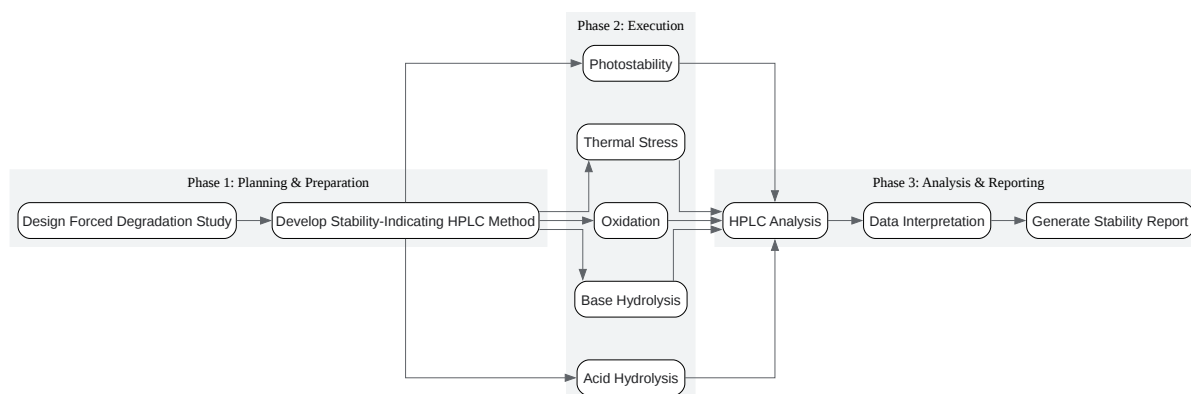 Phase 2: Execution
Photostability
Thermal Stress
Phase 1: Planning & Preparation
Phase 3: Analysis & Reporting
Design Forced Degradation Study
Develop Stability-Indicating HPLC Method
Oxidation
HPLC Analysis
Data Interpretation
Generate Stability Report
Base Hydrolysis
Acid Hydrolysis